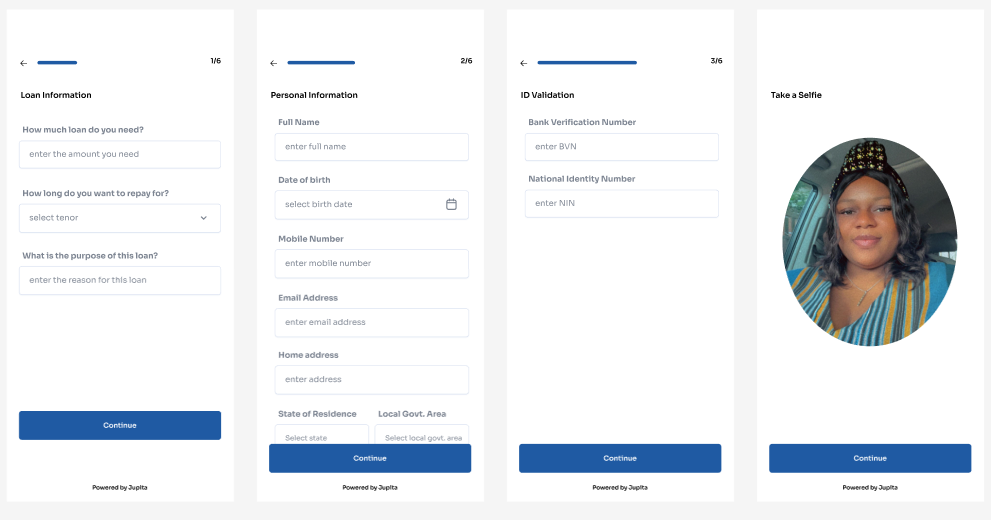 1/6
Loan Information
How much loan do you need?
enter the amount you need
How long do you want to repay for?
select tenor
What is the purpose of this loan?
enter the reason for this loan
Continue
Powered by Jupita
2/6
Personal Information
Full Name
enter full name
Date of birth
select birth date
Mobile Number
enter mobile number
Email Address
enter email address
Home address
enter address
State of Residence Local Govt. Area
Select state Select local govt. area
Continue
Powered by Jupita
3/6
ID Validation
Bank Verification Number
enter BVN
National Identity Number
enter NIN
Continue
Powered by Jupita
Take a Selfie
Continue
Powered by Jupita